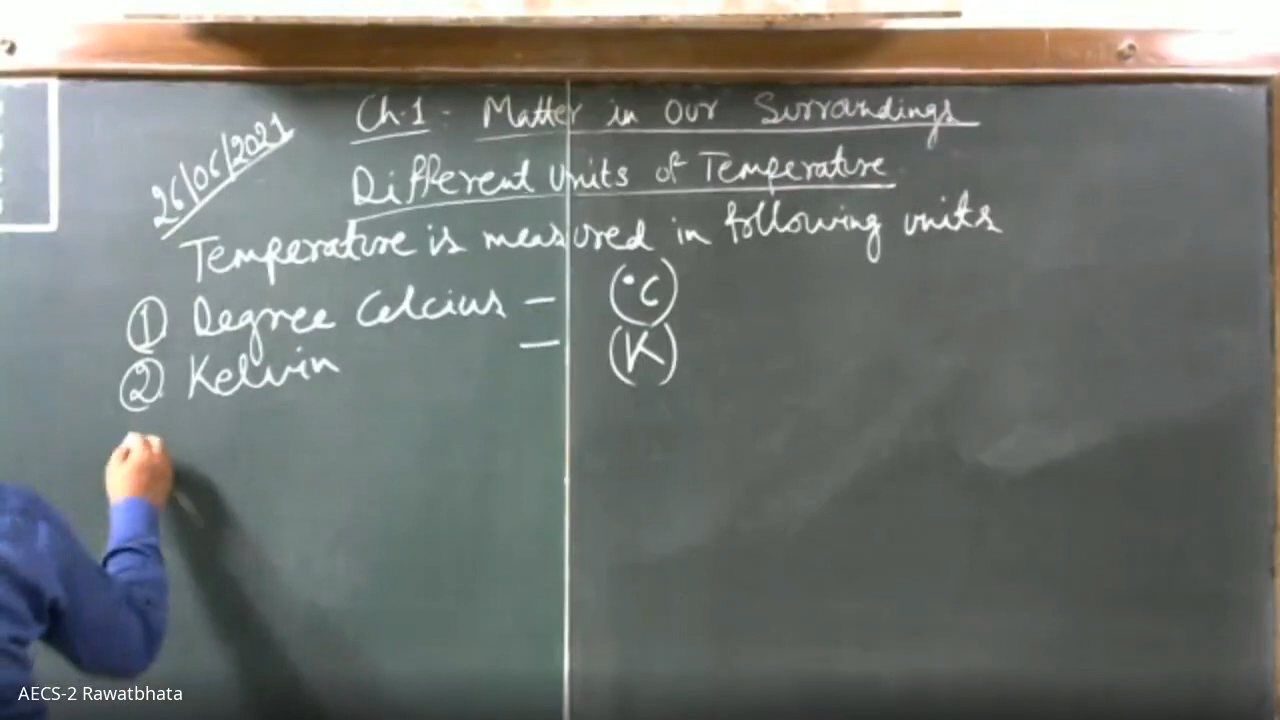 26/06/2021
Ch.1 - Matter in Our Surrandings
Different Units of Temperature
Temperature is measured in following units
① Degree Celcius - (°C)
② Kelvin - (K)
AECS-2 Rawatbhata